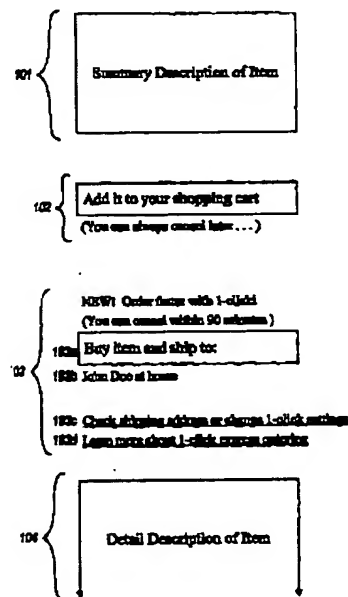 101
Summary Description of Item
102
Add it to your shopping cart
(You can always cancel later . . .)
NEW! Order faster with 1-click!
(You can cancel within 90 minutes)
103
103a Buy item and ship to:
103b John Doe at home
103c Check shipping address or change 1-click settings
103d Learn more about 1-click express ordering
104
Detail Description of Item